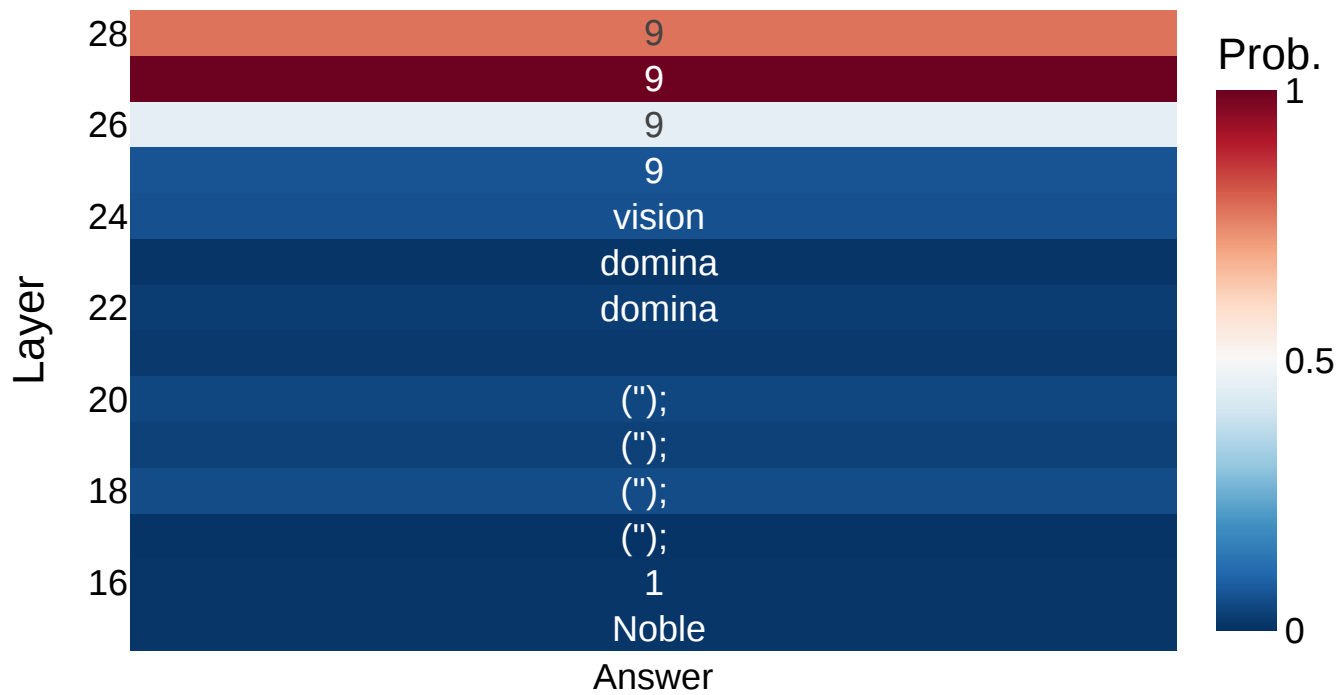 28
9
Prob.
9
1
26
9
9
24
vision
domina
22
domina
Layer
0.5
20
(");
(");
18
(");
(");
16
1
Noble
0
Answer